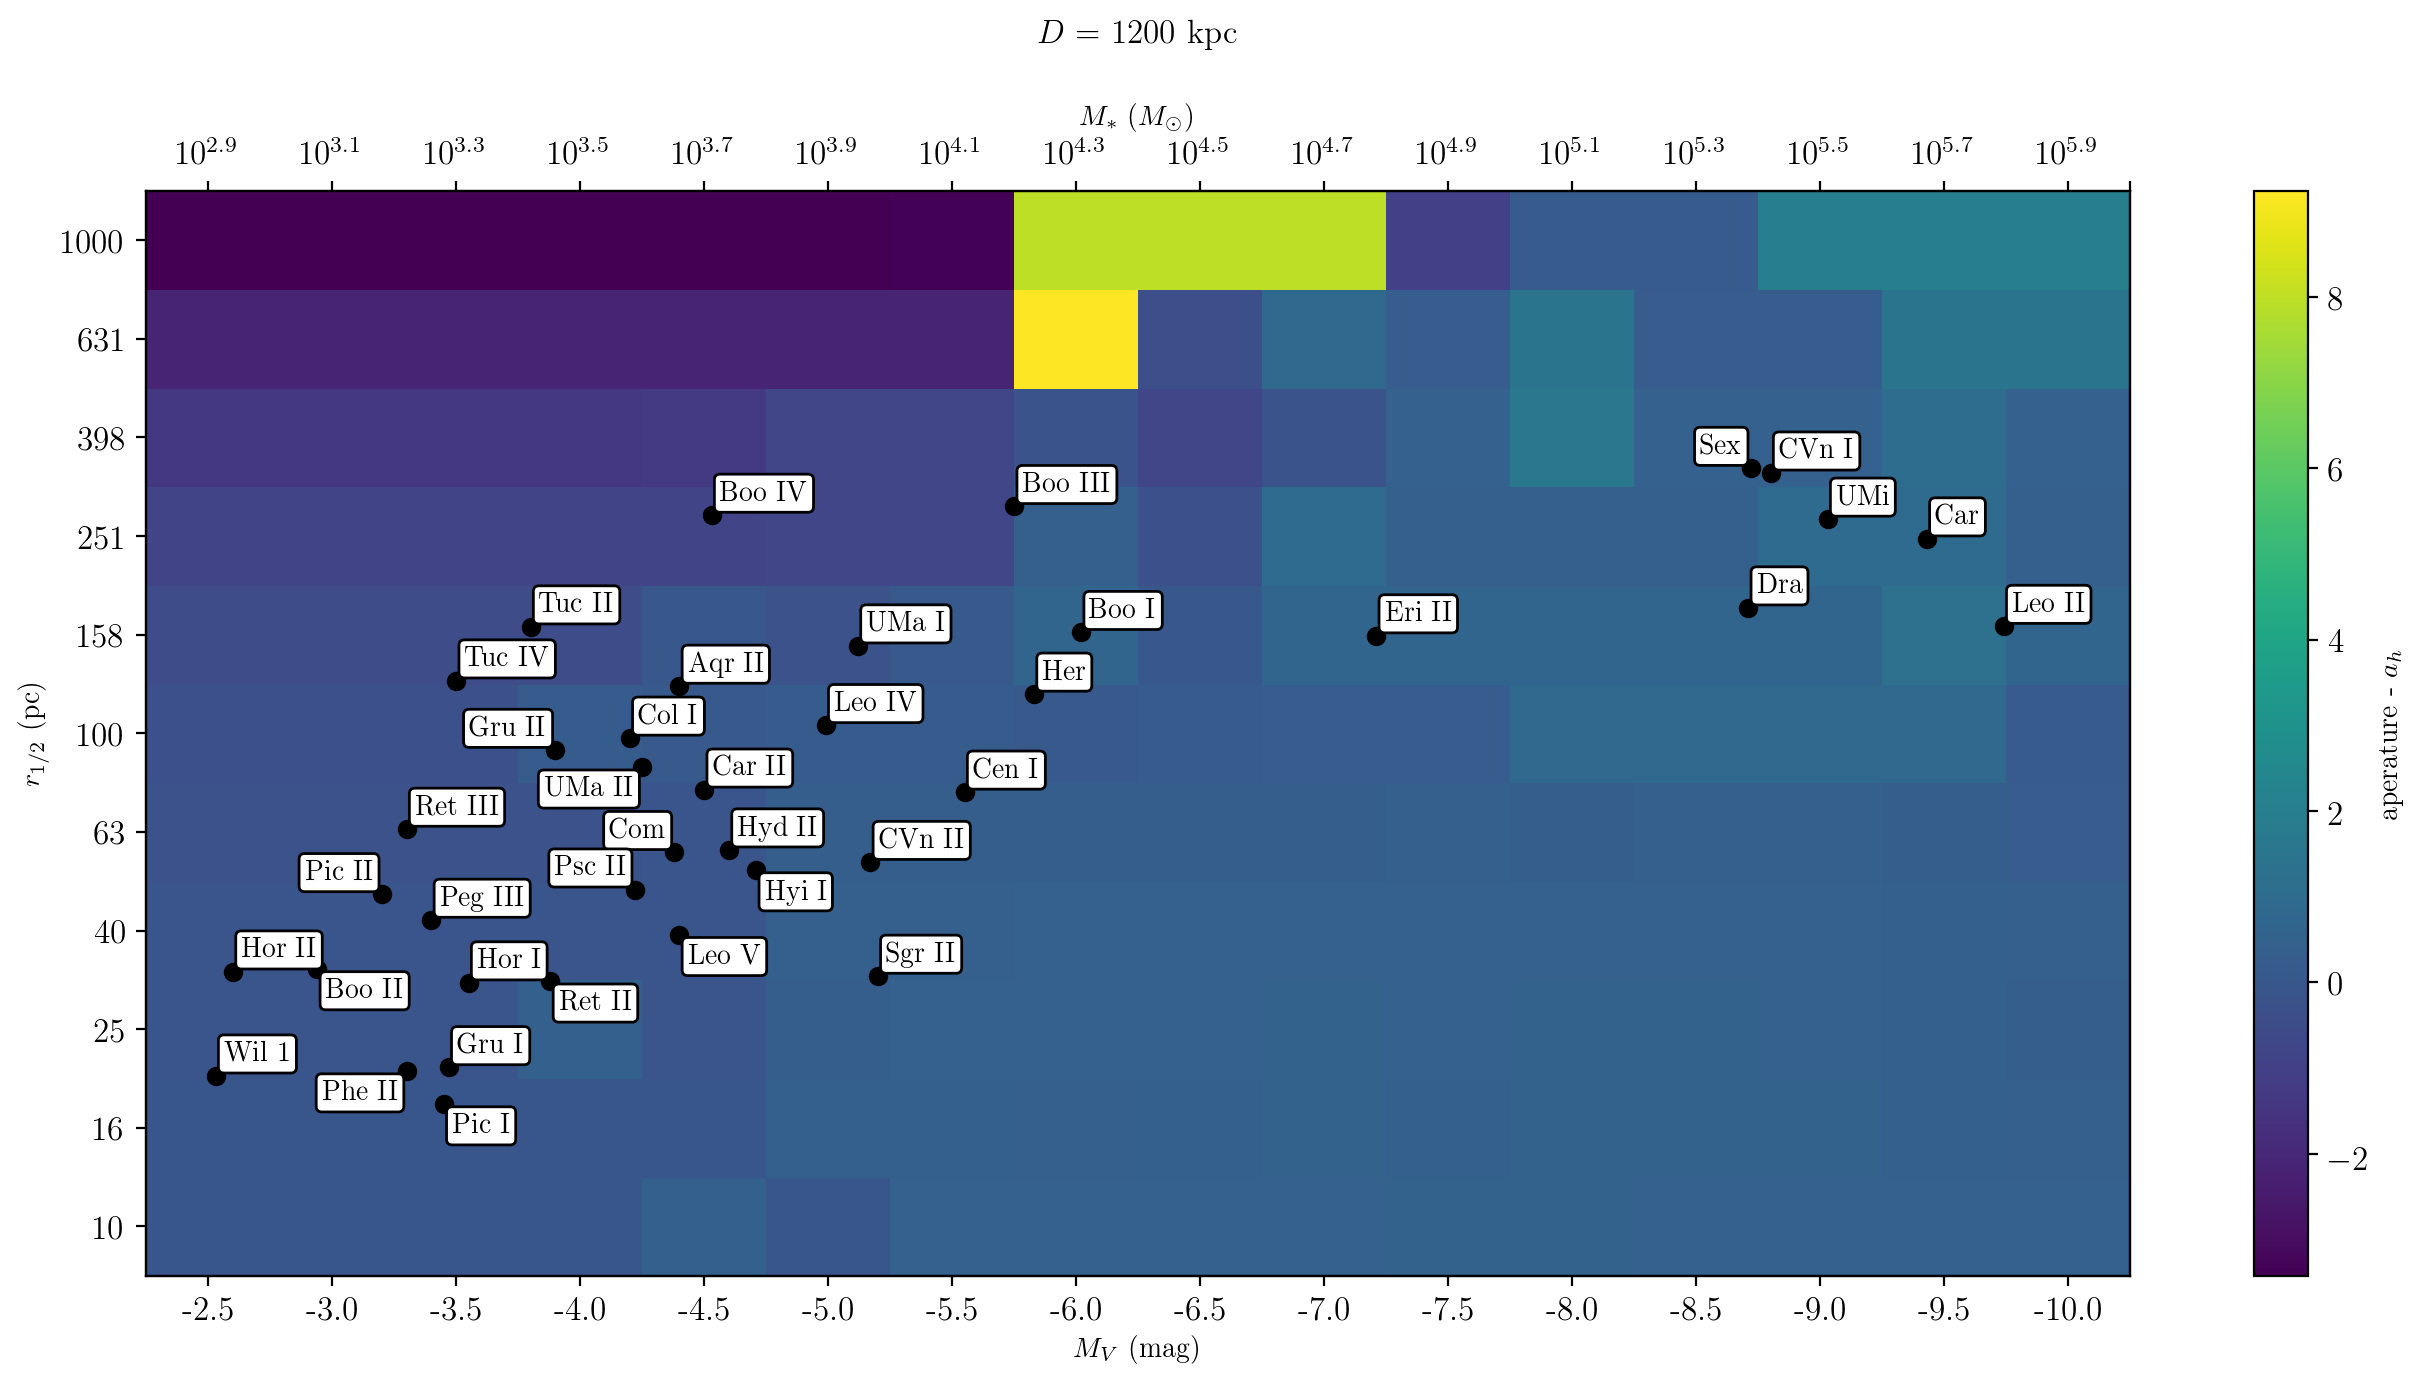 D = 1200 kpc
M* (M⊙)
10^2.9 10^3.1 10^3.3 10^3.5 10^3.7 10^3.9 10^4.1 10^4.3 10^4.5 10^4.7 10^4.9 10^5.1 10^5.3 10^5.5 10^5.7 10^5.9
1000
631
398
251
158
100
63
40
25
16
10
r1/2 (pc)
Sex
CVn I
Boo IV
Boo III
UMi
Car
Dra
Tuc II
Leo II
Boo I
Eri II
UMa I
Tuc IV
Aqr II
Her
Leo IV
Col I
Gru II
Car II
Cen I
UMa II
Ret III
Com
Hyd II
CVn II
Psc II
Pic II
Hyi I
Peg III
Hor II
Hor I
Leo V
Sgr II
Boo II
Ret II
Gru I
Wil 1
Phe II
Pic I
-2.5 -3.0 -3.5 -4.0 -4.5 -5.0 -5.5 -6.0 -6.5 -7.0 -7.5 -8.0 -8.5 -9.0 -9.5 -10.0
MV (mag)
8
6
4
2
0
−2
aperature - ah